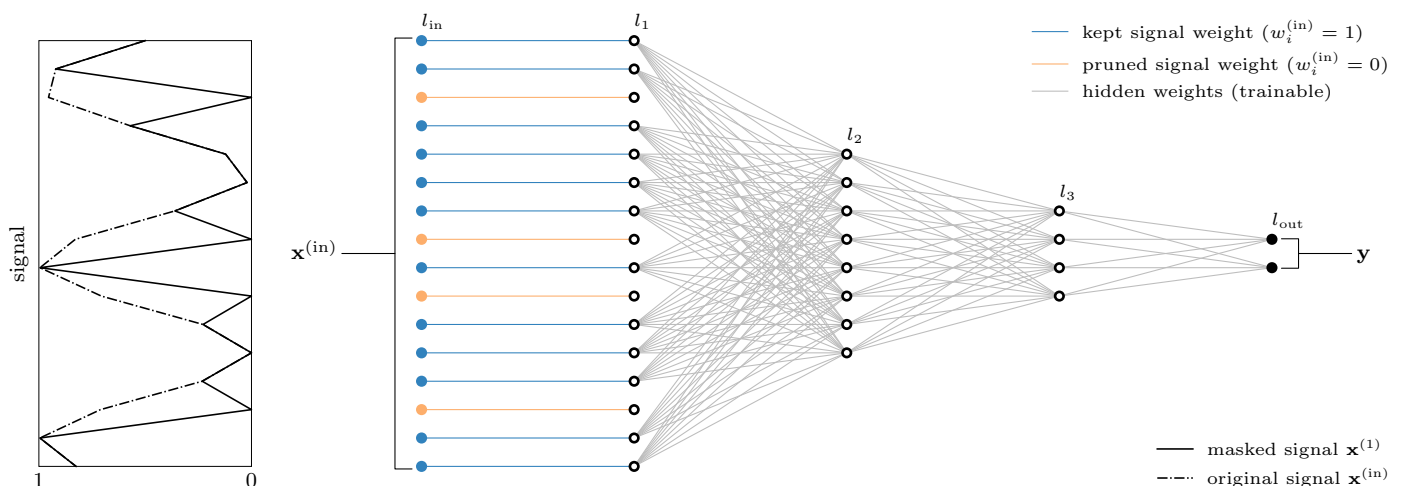 l_in
l_1
kept signal weight (w_i^(in) = 1)
pruned signal weight (w_i^(in) = 0)
hidden weights (trainable)
l_2
l_3
l_out
signal
x^(in)
y
masked signal x^(1)
original signal x^(in)
1 0